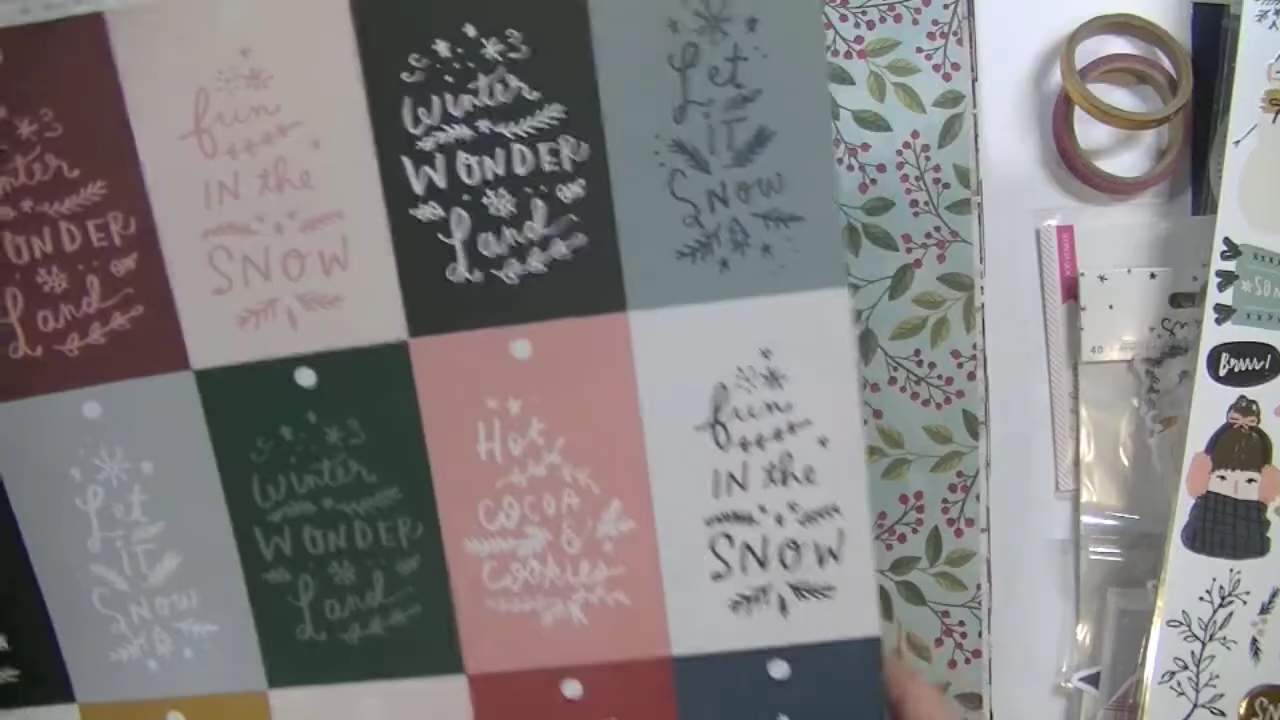 Winter
WONDER
Land
fun
IN the
SNOW
Winter
WONDER
Land
Let
IT
SNOW
Let
IT
SNOW
Winter
WONDER
Land
Hot
COCOA
&
COOKIES
fun
IN the
SNOW
40
Brrr!